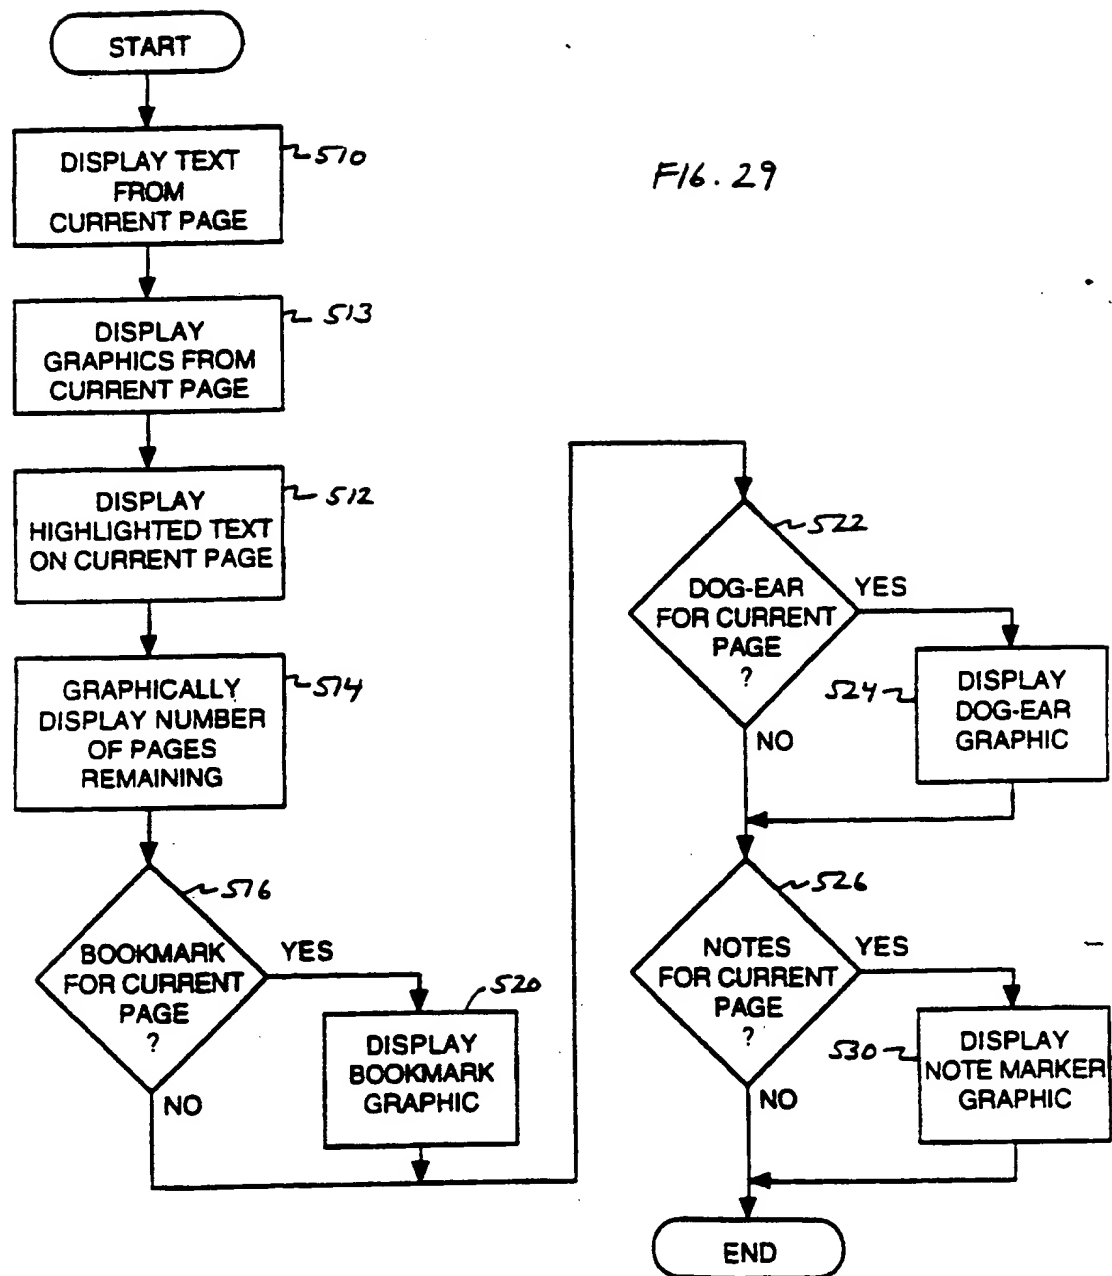 START
DISPLAY TEXT
FROM
CURRENT PAGE
510
FIG. 29
DISPLAY
GRAPHICS FROM
CURRENT PAGE
513
DISPLAY
HIGHLIGHTED TEXT
ON CURRENT PAGE
512
GRAPHICALLY
DISPLAY NUMBER
OF PAGES
REMAINING
514
BOOKMARK
FOR CURRENT
PAGE
?
516
YES
NO
DISPLAY
BOOKMARK
GRAPHIC
520
DOG-EAR
FOR CURRENT
PAGE
?
522
YES
NO
DISPLAY
DOG-EAR
GRAPHIC
524
NOTES
FOR CURRENT
PAGE
?
526
YES
NO
DISPLAY
NOTE MARKER
GRAPHIC
530
END